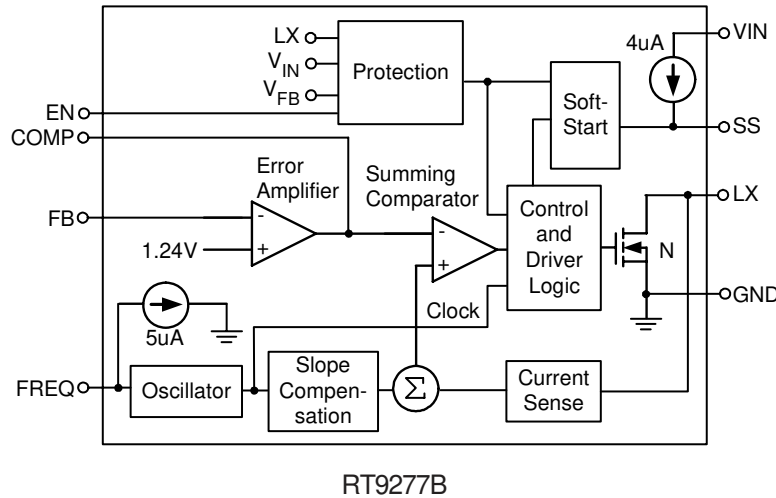 LX
VIN
VFB
Protection
4uA
VIN
EN
COMP
Soft-
Start
SS
Error
Amplifier
Summing
Comparator
LX
FB
-
+
1.24V
-
+
Control
and
Driver
Logic
N
GND
5uA
Clock
FREQ
Oscillator
Slope
Compen-
sation
Σ
Current
Sense
RT9277B